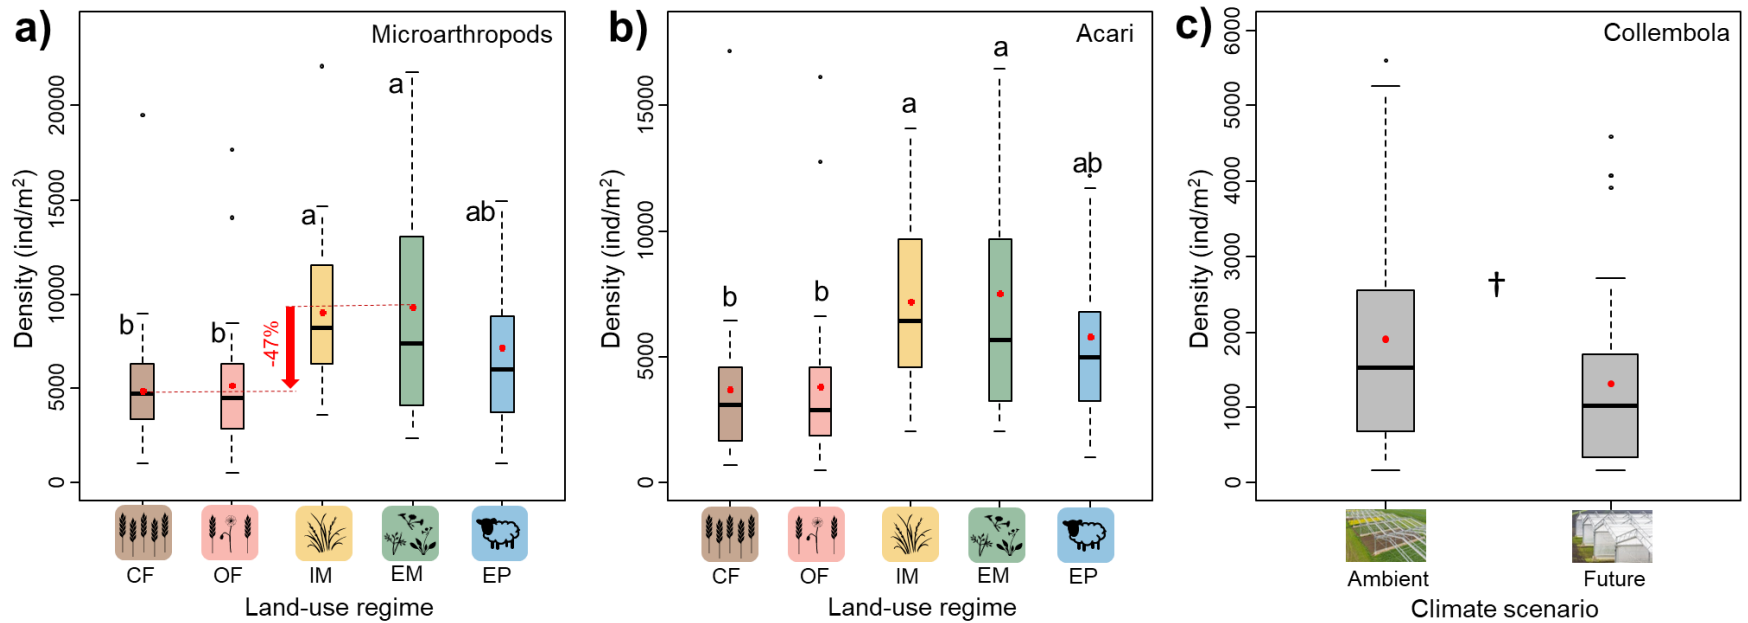 a)
Microarthropods
Density (ind/m²)
20000
15000
10000
5000
0
b
b
a
a
ab
-47%
CF
OF
IM
EM
EP
Land-use regime
b)
Acari
Density (ind/m²)
15000
10000
5000
0
b
b
a
a
ab
CF
OF
IM
EM
EP
Land-use regime
c)
Collembola
Density (ind/m²)
6000
5000
4000
3000
2000
1000
0
†
Ambient
Future
Climate scenario